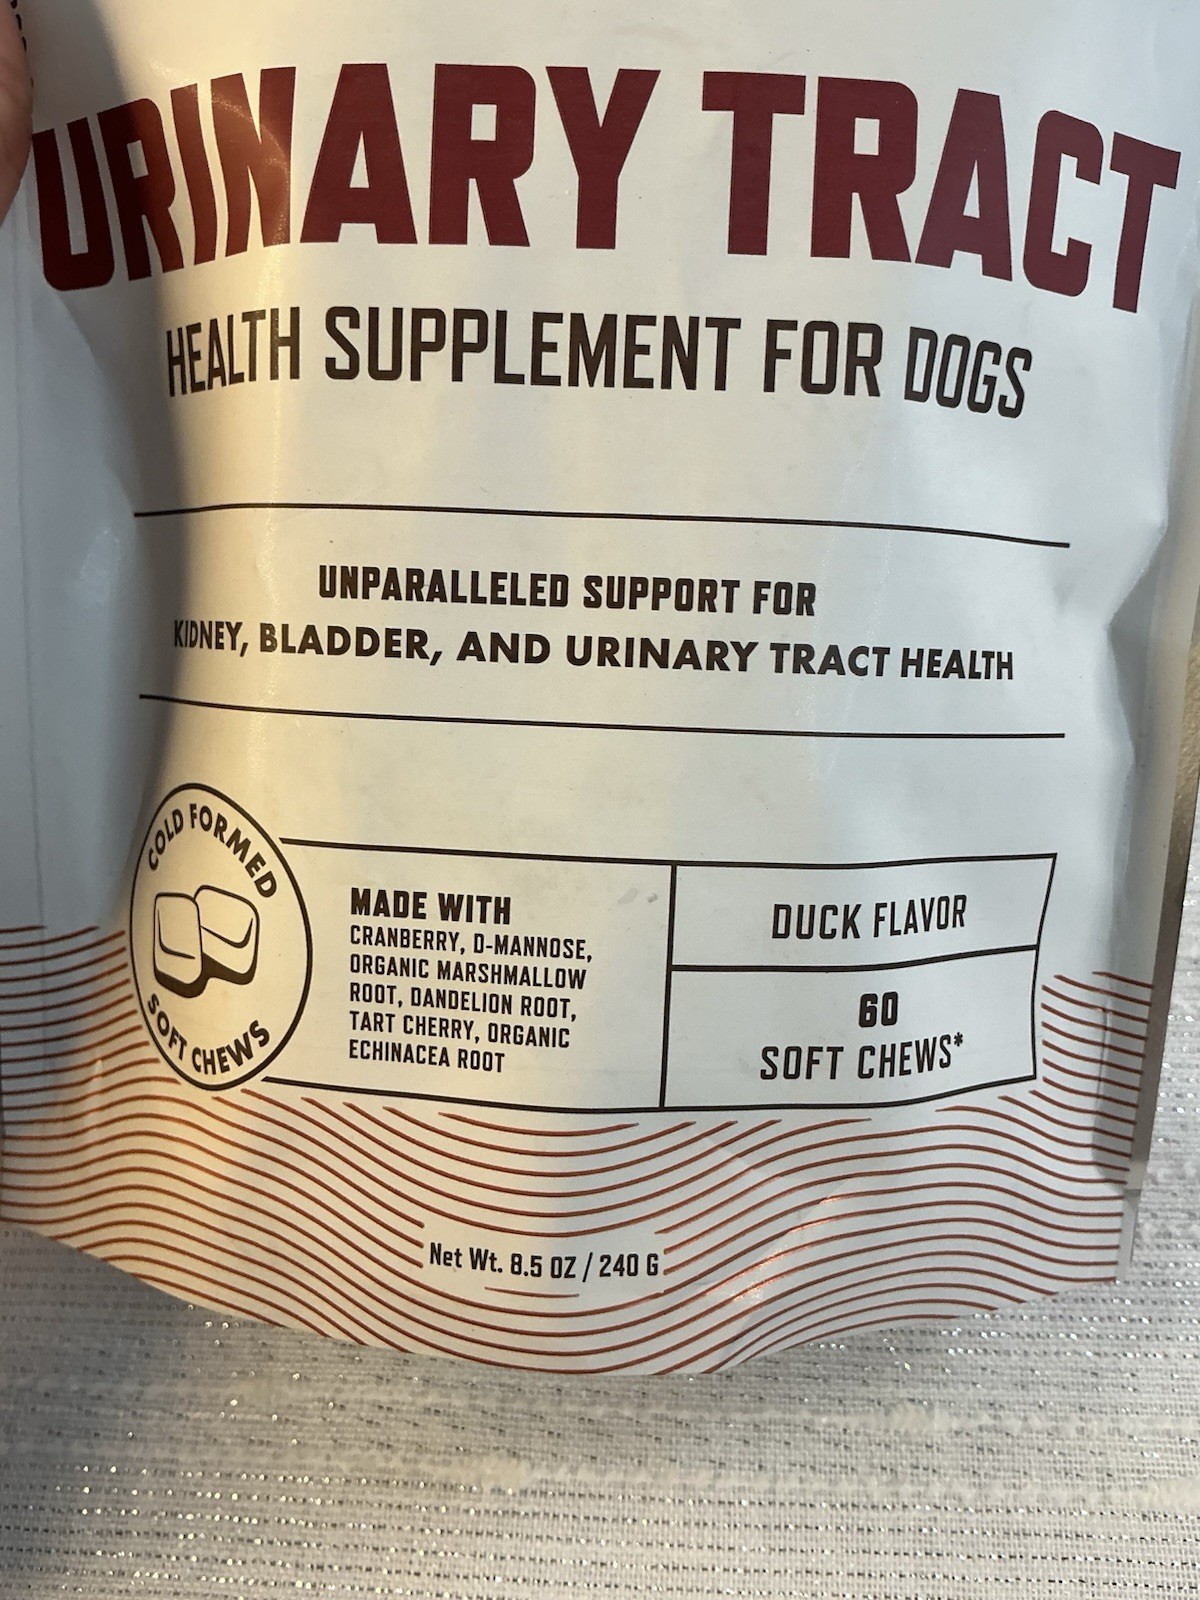 URINARY TRACT
HEALTH SUPPLEMENT FOR DOGS
UNPARALLELED SUPPORT FOR
KIDNEY, BLADDER, AND URINARY TRACT HEALTH
COLD FORMED
SOFT CHEWS
MADE WITH
CRANBERRY, D-MANNOSE,
ORGANIC MARSHMALLOW
ROOT, DANDELION ROOT,
TART CHERRY, ORGANIC
ECHINACEA ROOT
DUCK FLAVOR
60
SOFT CHEWS*
Net Wt. 8.5 OZ / 240 G